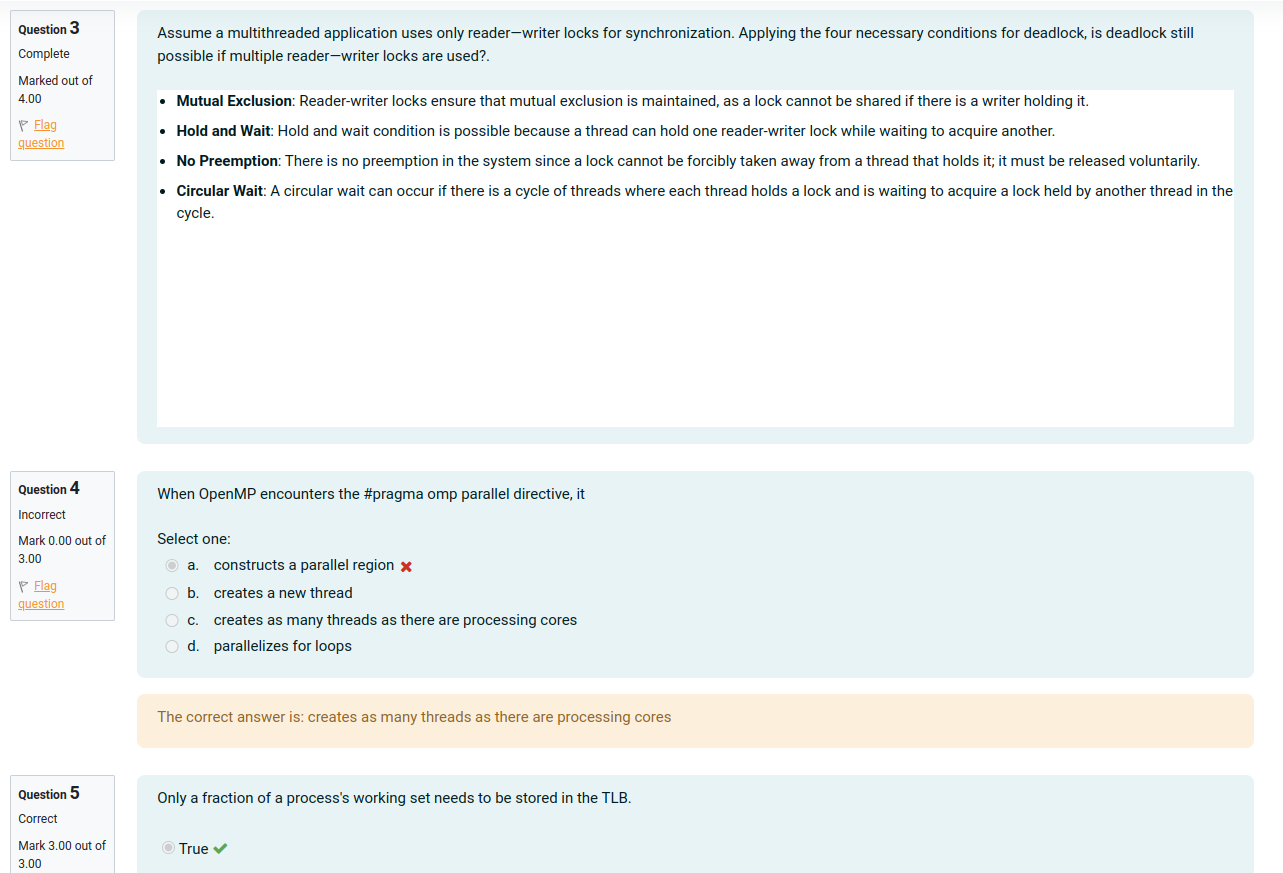 Question 3
Complete
Marked out of
4.00
Flag
question
Assume a multithreaded application uses only reader—writer locks for synchronization. Applying the four necessary conditions for deadlock, is deadlock still
possible if multiple reader—writer locks are used?.
• Mutual Exclusion: Reader-writer locks ensure that mutual exclusion is maintained, as a lock cannot be shared if there is a writer holding it.
• Hold and Wait: Hold and wait condition is possible because a thread can hold one reader-writer lock while waiting to acquire another.
• No Preemption: There is no preemption in the system since a lock cannot be forcibly taken away from a thread that holds it; it must be released voluntarily.
• Circular Wait: A circular wait can occur if there is a cycle of threads where each thread holds a lock and is waiting to acquire a lock held by another thread in the
cycle.
Question 4
Incorrect
Mark 0.00 out of
3.00
Flag
question
When OpenMP encounters the #pragma omp parallel directive, it
Select one:
a. constructs a parallel region
b. creates a new thread
c. creates as many threads as there are processing cores
d. parallelizes for loops
The correct answer is: creates as many threads as there are processing cores
Question 5
Correct
Mark 3.00 out of
3.00
Only a fraction of a process's working set needs to be stored in the TLB.
True